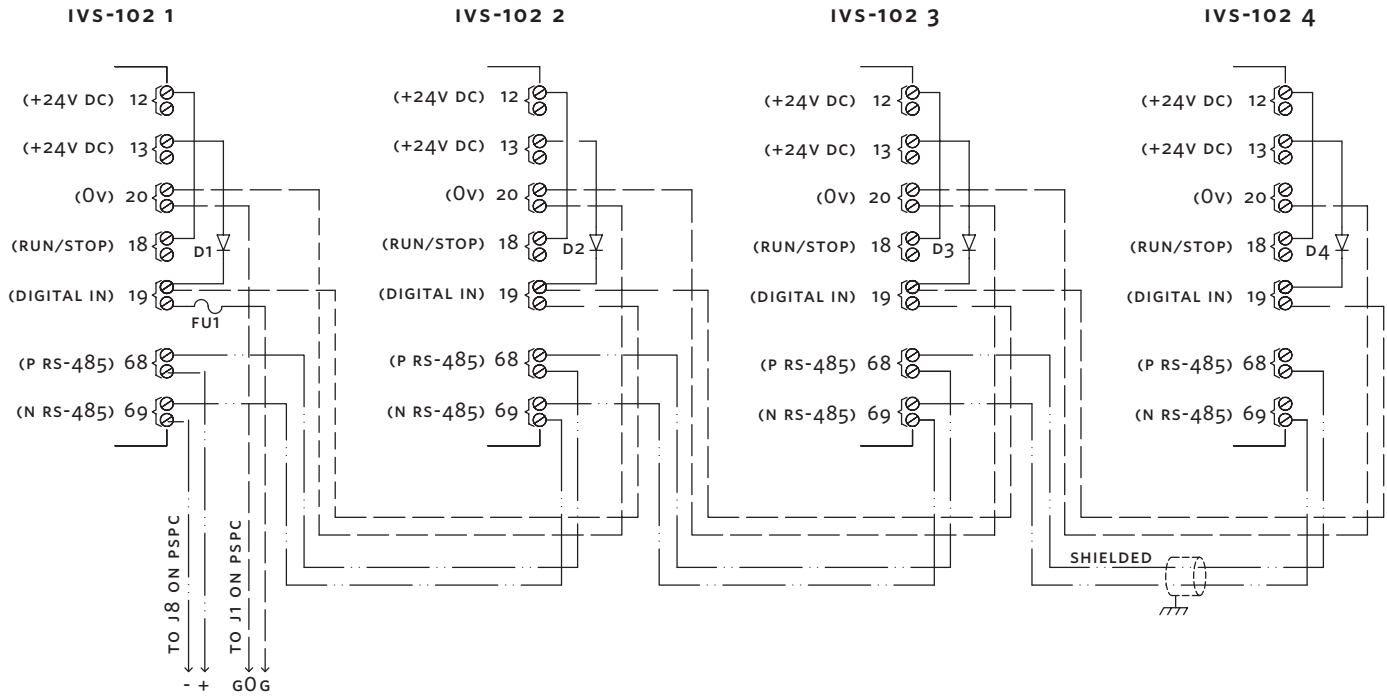 IVS-102 1
IVS-102 2
IVS-102 3
IVS-102 4
(+24V DC) 12
(+24V DC) 13
(0V) 20
(RUN/STOP) 18
D1
(DIGITAL IN) 19
FU1
(P RS-485) 68
(N RS-485) 69
(+24V DC) 12
(+24V DC) 13
(0V) 20
(RUN/STOP) 18
D2
(DIGITAL IN) 19
(P RS-485) 68
(N RS-485) 69
(+24V DC) 12
(+24V DC) 13
(0V) 20
(RUN/STOP) 18
D3
(DIGITAL IN) 19
(P RS-485) 68
(N RS-485) 69
(+24V DC) 12
(+24V DC) 13
(0V) 20
(RUN/STOP) 18
D4
(DIGITAL IN) 19
(P RS-485) 68
(N RS-485) 69
SHIELDED
TO J8 ON PSPC
TO J1 ON PSPC
- + G0G